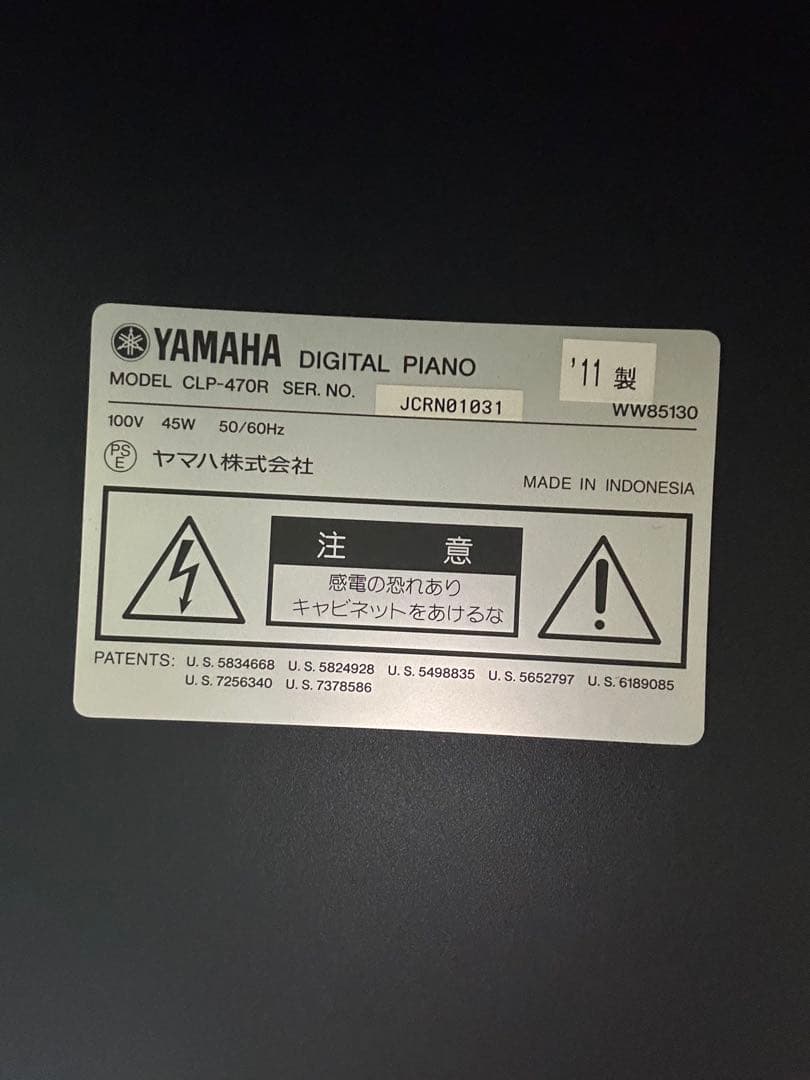 YAMAHA DIGITAL PIANO
'11 製
MODEL CLP-470R SER. NO. JCRN01031
WW85130
100V 45W 50/60Hz
PS E ヤマハ株式会社
MADE IN INDONESIA
注 意
感電の恐れあり
キャビネットをあけるな
PATENTS: U. S. 5834668 U. S. 5824928 U. S. 5498835 U. S. 5652797 U. S. 6189085
U. S. 7256340 U. S. 7378586